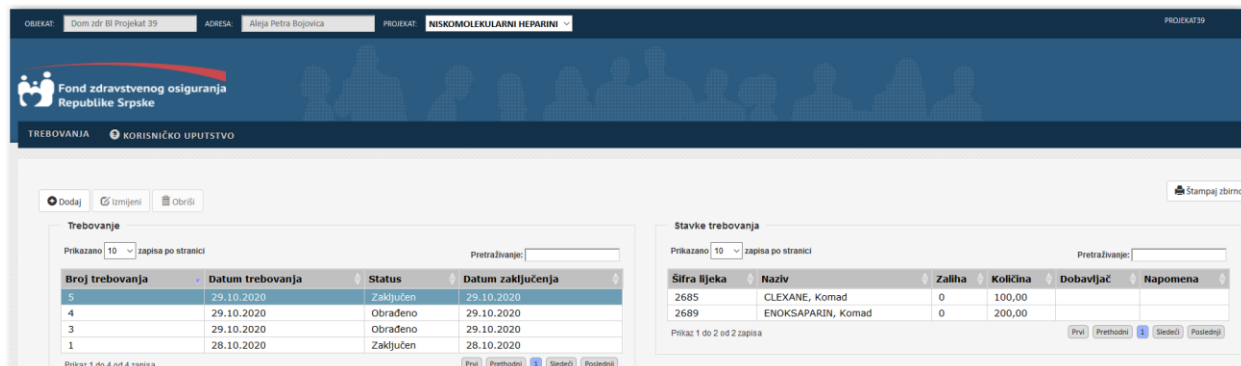 OBJEKAT: Dom zdr Bl Projekat 39 ADRESA: Aleja Petra Bojovica PROJEKAT: NISKOMOLEKULARNI HEPARINI PROJEKAT39
Fond zdravstvenog osiguranja
Republike Srpske
TREBOVANJA KORISNIČKO UPUTSTVO
Dodaj Izmijeni Obriši Štampaj zbirno
Trebovanje
Prikazano 10 zapisa po stranici
Pretraživanje:
Broj trebovanja Datum trebovanja Status Datum zaključenja
5 29.10.2020 Zaključen 29.10.2020
4 29.10.2020 Obrađeno 29.10.2020
3 29.10.2020 Obrađeno 29.10.2020
1 28.10.2020 Zaključen 28.10.2020
Prikaz 1 do 4 od 4 zapisa
Prvi Prethodni 1 Sledeći Poslednji
Stavke trebovanja
Prikazano 10 zapisa po stranici
Pretraživanje:
Šifra lijeka Naziv Zaliha Količina Dobavljač Napomena
2685 CLEXANE, Komad 0 100,00
2689 ENOKSAPARIN, Komad 0 200,00
Prikaz 1 do 2 od 2 zapisa
Prvi Prethodni 1 Sledeći Poslednji